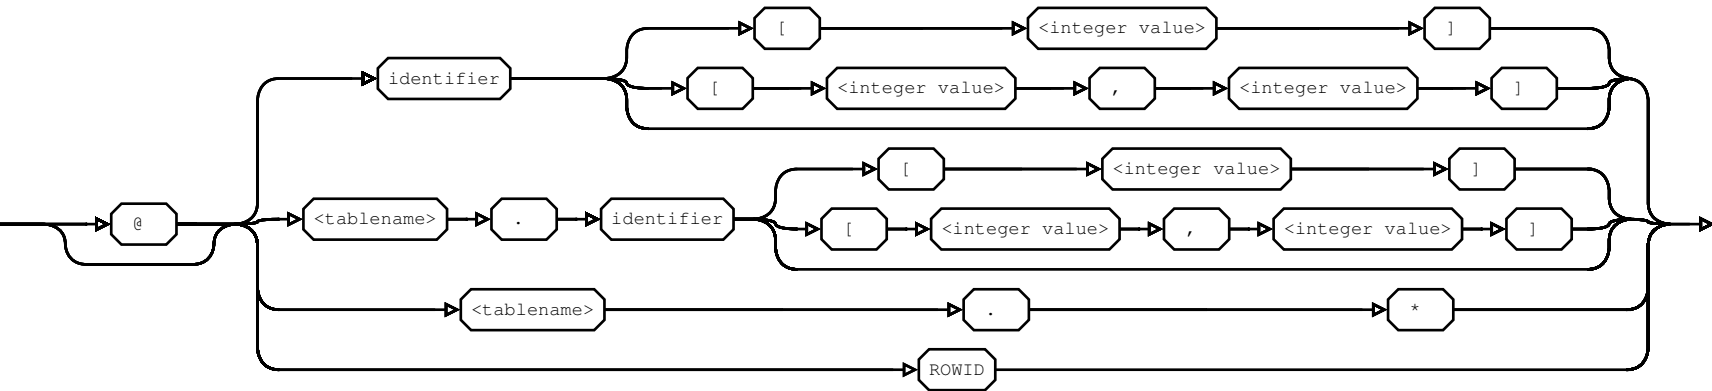 [ <integer value> ]
identifier
[ <integer value> , <integer value> ]
[ <integer value> ]
@ <tablename> . identifier
[ <integer value> , <integer value> ]
<tablename> . *
ROWID